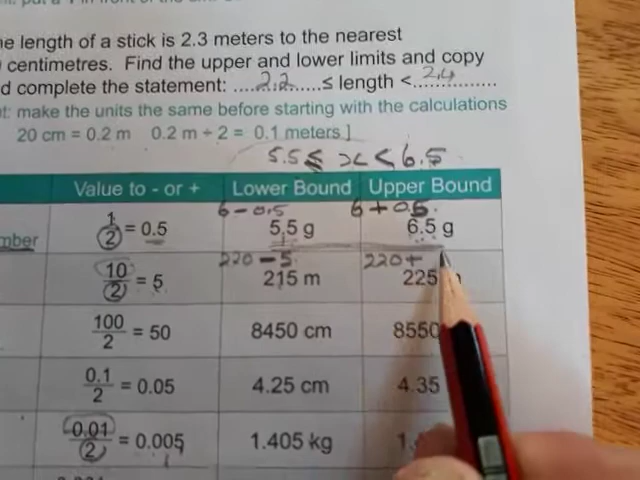 e length of a stick is 2.3 meters to the nearest
centimetres. Find the upper and lower limits and copy
d complete the statement: ....2.2......≤ length <..2.4............
t: make the units the same before starting with the calculations
20 cm = 0.2 m 0.2 m ÷ 2 = 0.1 meters ]
5.5 ≤ x < 6.5
Value to - or + Lower Bound Upper Bound
6 - 0.5 6 + 0.5
mber 1/2 = 0.5 5.5 g 6.5 g
220 - 5 220 +
10/2 = 5 215 m 225
100/2 = 50 8450 cm 8550
0.1/2 = 0.05 4.25 cm 4.35
0.01/2 = 0.005 1.405 kg 1.